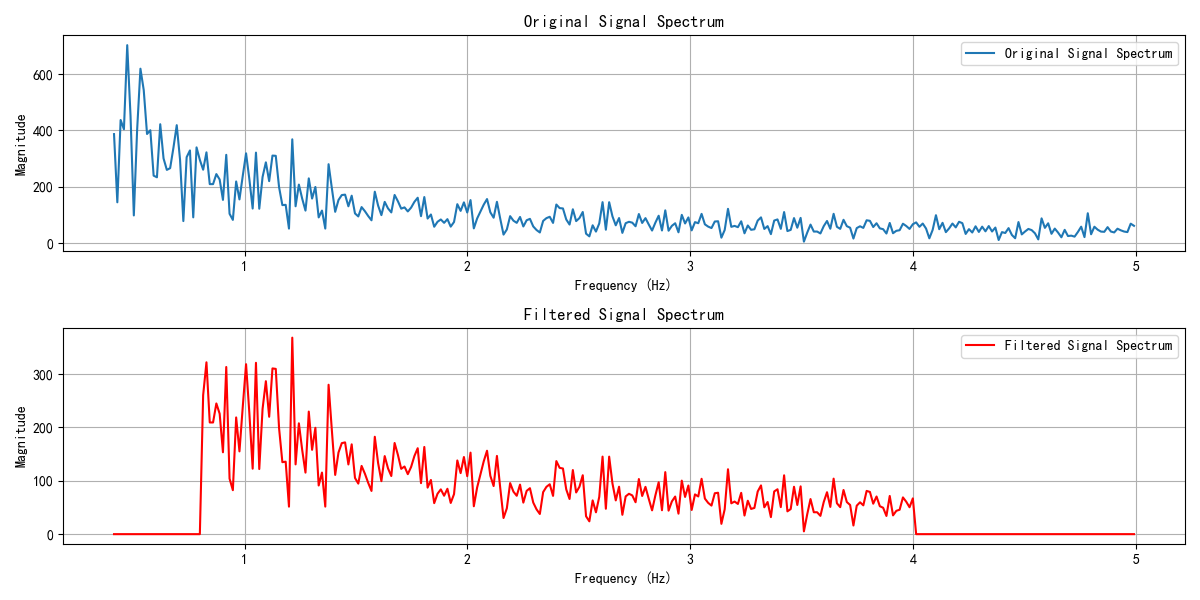 Original Signal Spectrum
Original Signal Spectrum
Magnitude
600
400
200
0
1 2 3 4 5
Frequency (Hz)
Filtered Signal Spectrum
Filtered Signal Spectrum
Magnitude
300
200
100
0
1 2 3 4 5
Frequency (Hz)